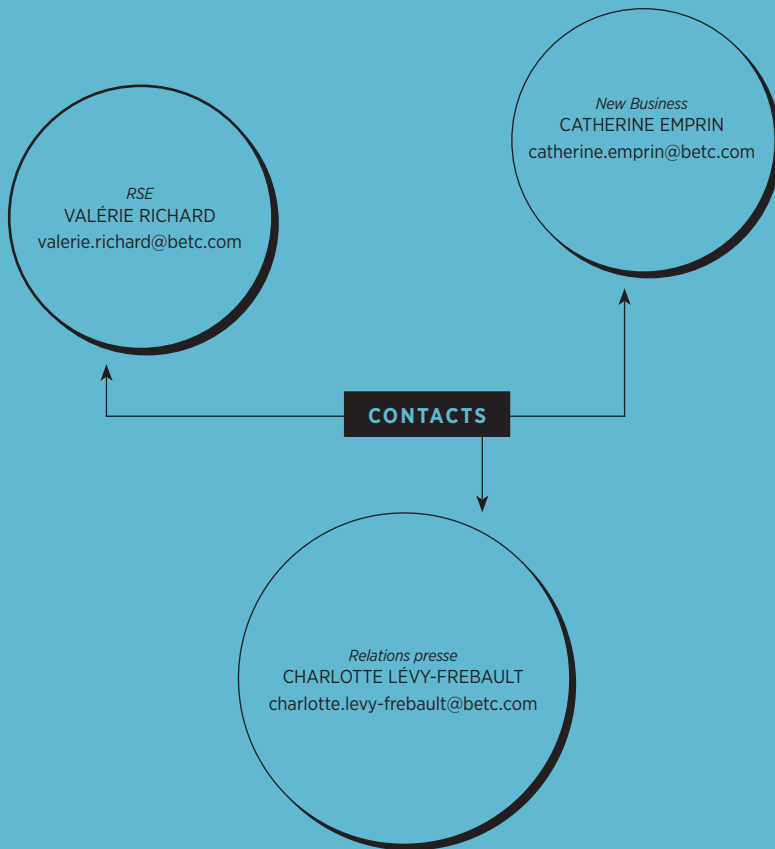 New Business
CATHERINE EMPRIN
catherine.emprin@betc.com
RSE
VALÉRIE RICHARD
valerie.richard@betc.com
CONTACTS
Relations presse
CHARLOTTE LÉVY-FREBAULT
charlotte.levy-frebault@betc.com